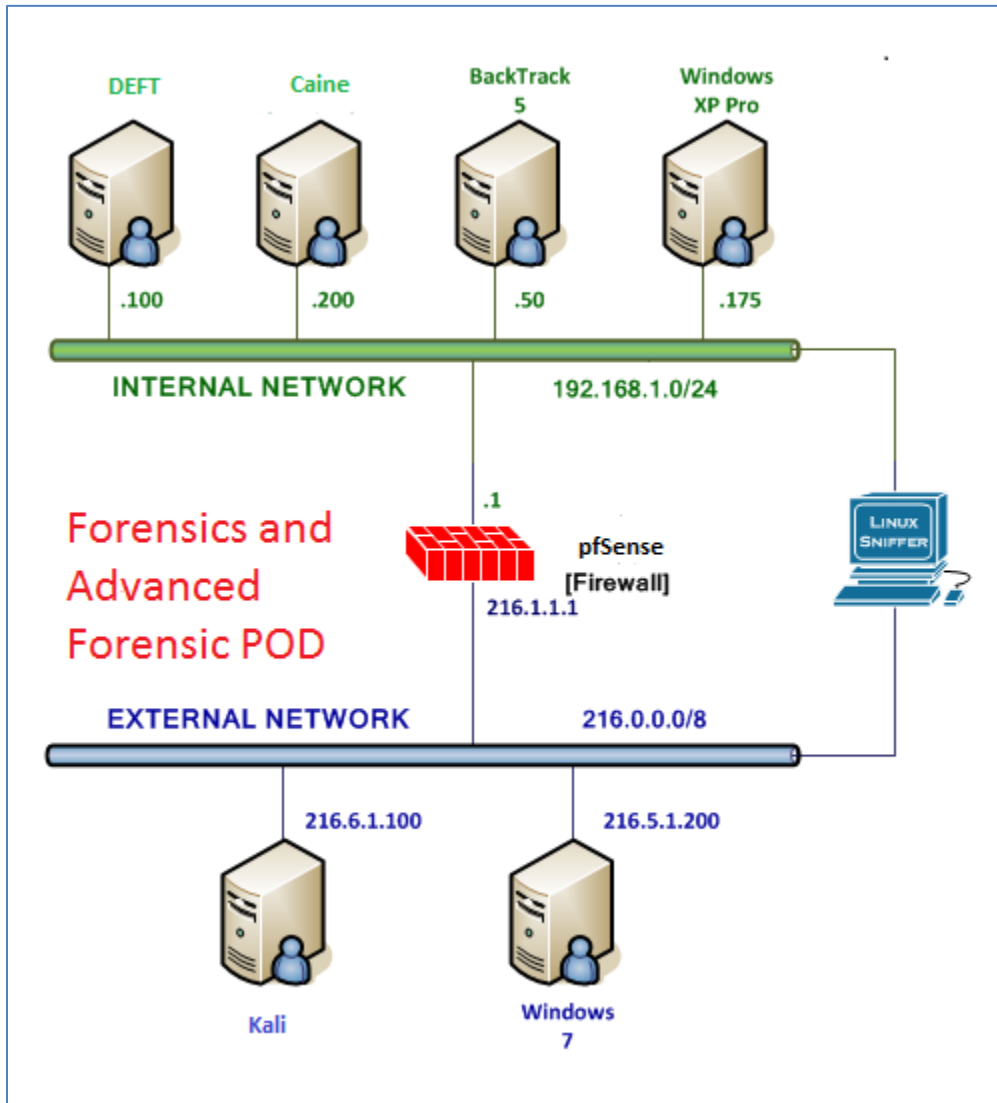 DEFT
Caine
BackTrack
5
Windows
XP Pro
.100
.200
.50
.175
INTERNAL NETWORK
192.168.1.0/24
.1
Forensics and
Advanced
Forensic POD
pfSense
[Firewall]
216.1.1.1
LINUX
SNIFFER
EXTERNAL NETWORK
216.0.0.0/8
216.6.1.100
216.5.1.200
Kali
Windows
7